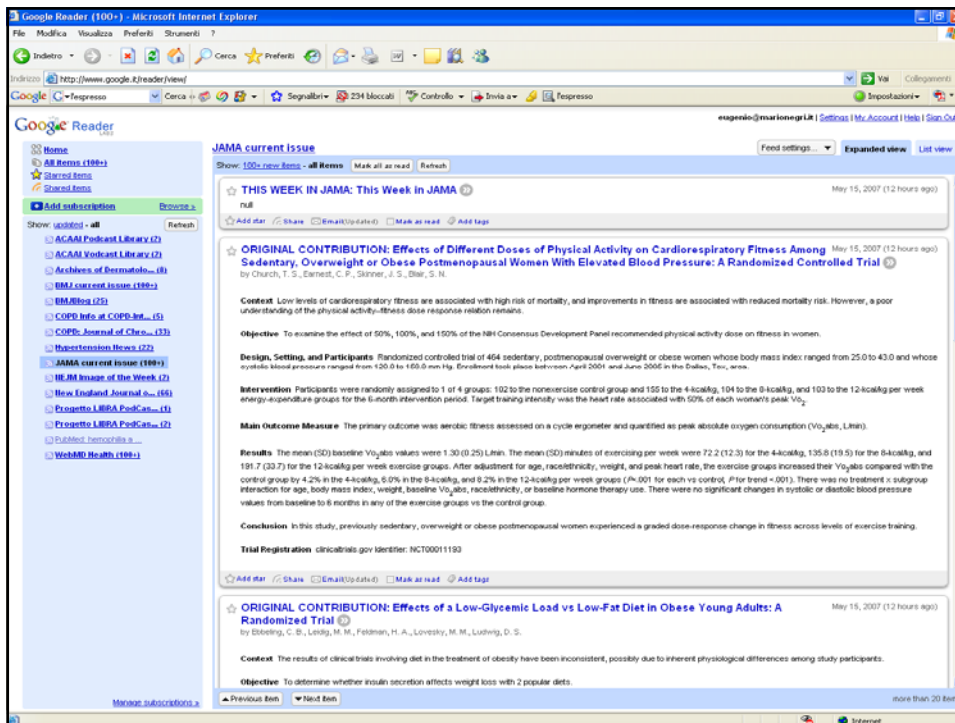 Google Reader (100+) - Microsoft Internet Explorer
File Modifica Visualizza Preferiti Strumenti ?
Indietro Cerca Preferiti
Indirizzo http://www.google.it/reader/view/ Vai Collegamenti
Google l'espresso Cerca Segnalibri 234 bloccati Controllo Invia a l'espresso Impostazioni
eugenio@marionegri.it | Settings | My Account | Help | Sign Out
Google Reader
LABS
Home
All items (100+)
Starred items
Shared items
Add subscription Browse »
Show: updated - all Refresh
ACAAI Podcast Library (2)
ACAAI Vodcast Library (2)
Archives of Dermatolo... (8)
BMJ current issue (100+)
BMJBlog (25)
COPD Info at COPD-Int... (5)
COPD: Journal of Chro... (33)
Hypertension News (22)
JAMA current issue (100+)
NEJM Image of the Week (2)
New England Journal o... (66)
Progetto LIBRA PodCas... (1)
Progetto LIBRA PodCas... (2)
PubMed: hemophilia a ...
WebMD Health (100+)
Manage subscriptions »
JAMA current issue Feed settings... Expanded view List view
Show: 100+ new items - all items Mark all as read Refresh
THIS WEEK IN JAMA: This Week in JAMA May 15, 2007 (12 hours ago)
null
Add star Share Email(Updated) Mark as read Add tags
ORIGINAL CONTRIBUTION: Effects of Different Doses of Physical Activity on Cardiorespiratory Fitness Among May 15, 2007 (12 hours ago)
Sedentary, Overweight or Obese Postmenopausal Women With Elevated Blood Pressure: A Randomized Controlled Trial
by Church, T. S., Earnest, C. P., Skinner, J. S., Blair, S. N.
Context Low levels of cardiorespiratory fitness are associated with high risk of mortality, and improvements in fitness are associated with reduced mortality risk. However, a poor
understanding of the physical activity–fitness dose response relation remains.
Objective To examine the effect of 50%, 100%, and 150% of the NIH Consensus Development Panel recommended physical activity dose on fitness in women.
Design, Setting, and Participants Randomized controlled trial of 464 sedentary, postmenopausal overweight or obese women whose body mass index ranged from 25.0 to 43.0 and whose
systolic blood pressure ranged from 120.0 to 160.0 mm Hg. Enrollment took place between April 2001 and June 2005 in the Dallas, Tex, area.
Intervention Participants were randomly assigned to 1 of 4 groups: 102 to the nonexercise control group and 155 to the 4-kcal/kg, 104 to the 8-kcal/kg, and 103 to the 12-kcal/kg per week
energy-expenditure groups for the 6-month intervention period. Target training intensity was the heart rate associated with 50% of each woman's peak Vo2.
Main Outcome Measure The primary outcome was aerobic fitness assessed on a cycle ergometer and quantified as peak absolute oxygen consumption (Vo2abs, L/min).
Results The mean (SD) baseline Vo2abs values were 1.30 (0.25) L/min. The mean (SD) minutes of exercising per week were 72.2 (12.3) for the 4-kcal/kg, 135.8 (19.5) for the 8-kcal/kg, and
191.7 (33.7) for the 12-kcal/kg per week exercise groups. After adjustment for age, race/ethnicity, weight, and peak heart rate, the exercise groups increased their Vo2abs compared with the
control group by 4.2% in the 4-kcal/kg, 6.0% in the 8-kcal/kg, and 8.2% in the 12-kcal/kg per week groups (P<.001 for each vs control; P for trend <.001). There was no treatment x subgroup
interaction for age, body mass index, weight, baseline Vo2abs, race/ethnicity, or baseline hormone therapy use. There were no significant changes in systolic or diastolic blood pressure
values from baseline to 6 months in any of the exercise groups vs the control group.
Conclusion In this study, previously sedentary, overweight or obese postmenopausal women experienced a graded dose-response change in fitness across levels of exercise training.
Trial Registration clinicaltrials.gov Identifier: NCT00011193
Add star Share Email(Updated) Mark as read Add tags
ORIGINAL CONTRIBUTION: Effects of a Low-Glycemic Load vs Low-Fat Diet in Obese Young Adults: A May 15, 2007 (12 hours ago)
Randomized Trial
by Ebbeling, C. B., Leidig, M. M., Feldman, H. A., Lovesky, M. M., Ludwig, D. S.
Context The results of clinical trials involving diet in the treatment of obesity have been inconsistent, possibly due to inherent physiological differences among study participants.
Objective To determine whether insulin secretion affects weight loss with 2 popular diets.
Previous item Next item more than 20 item
Internet